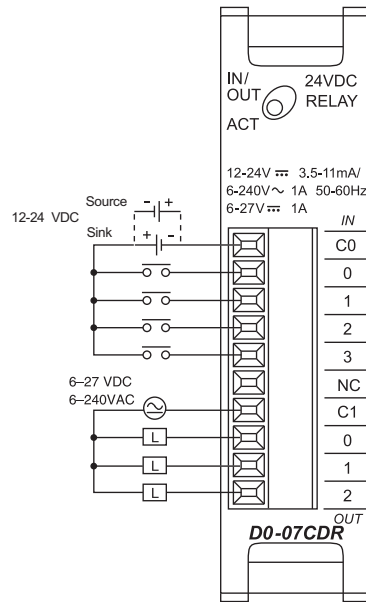 IN/ 24VDC
OUT RELAY
ACT
12-24V ⎓ 3.5-11mA/
6-240V ∿ 1A 50-60Hz
6-27V ⎓ 1A
Source - +
12-24 VDC
Sink + -
IN
C0
0
1
2
3
NC
6–27 VDC
6–240VAC
C1
L 0
L 1
L 2
OUT
D0-07CDR